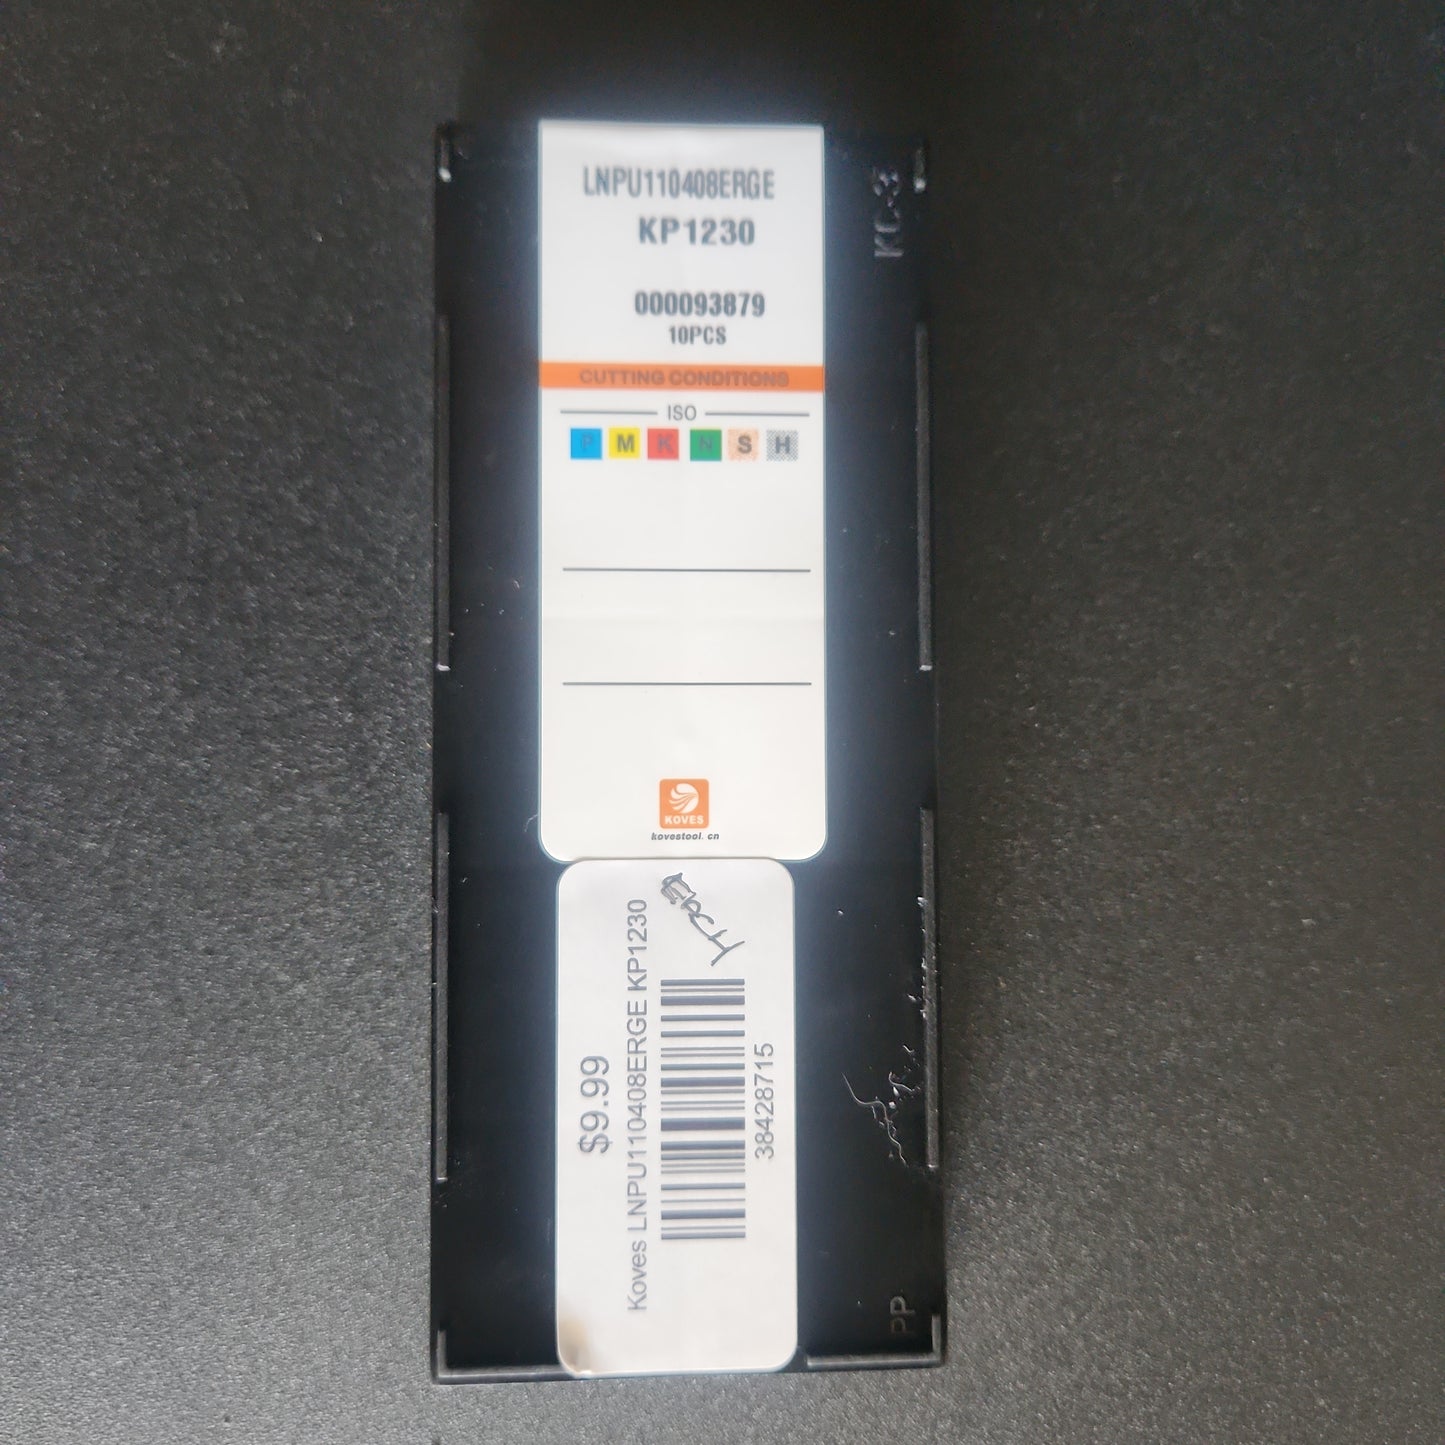 LNPU110408ERGE
KP1230
000093879
10PCS
CUTTING CONDITIONS
ISO
P M K N S H
KOVES
kovestool.cn
EACH
$9.99
Koves LNPU110408ERGE KP1230
38428715
KC-3
PP